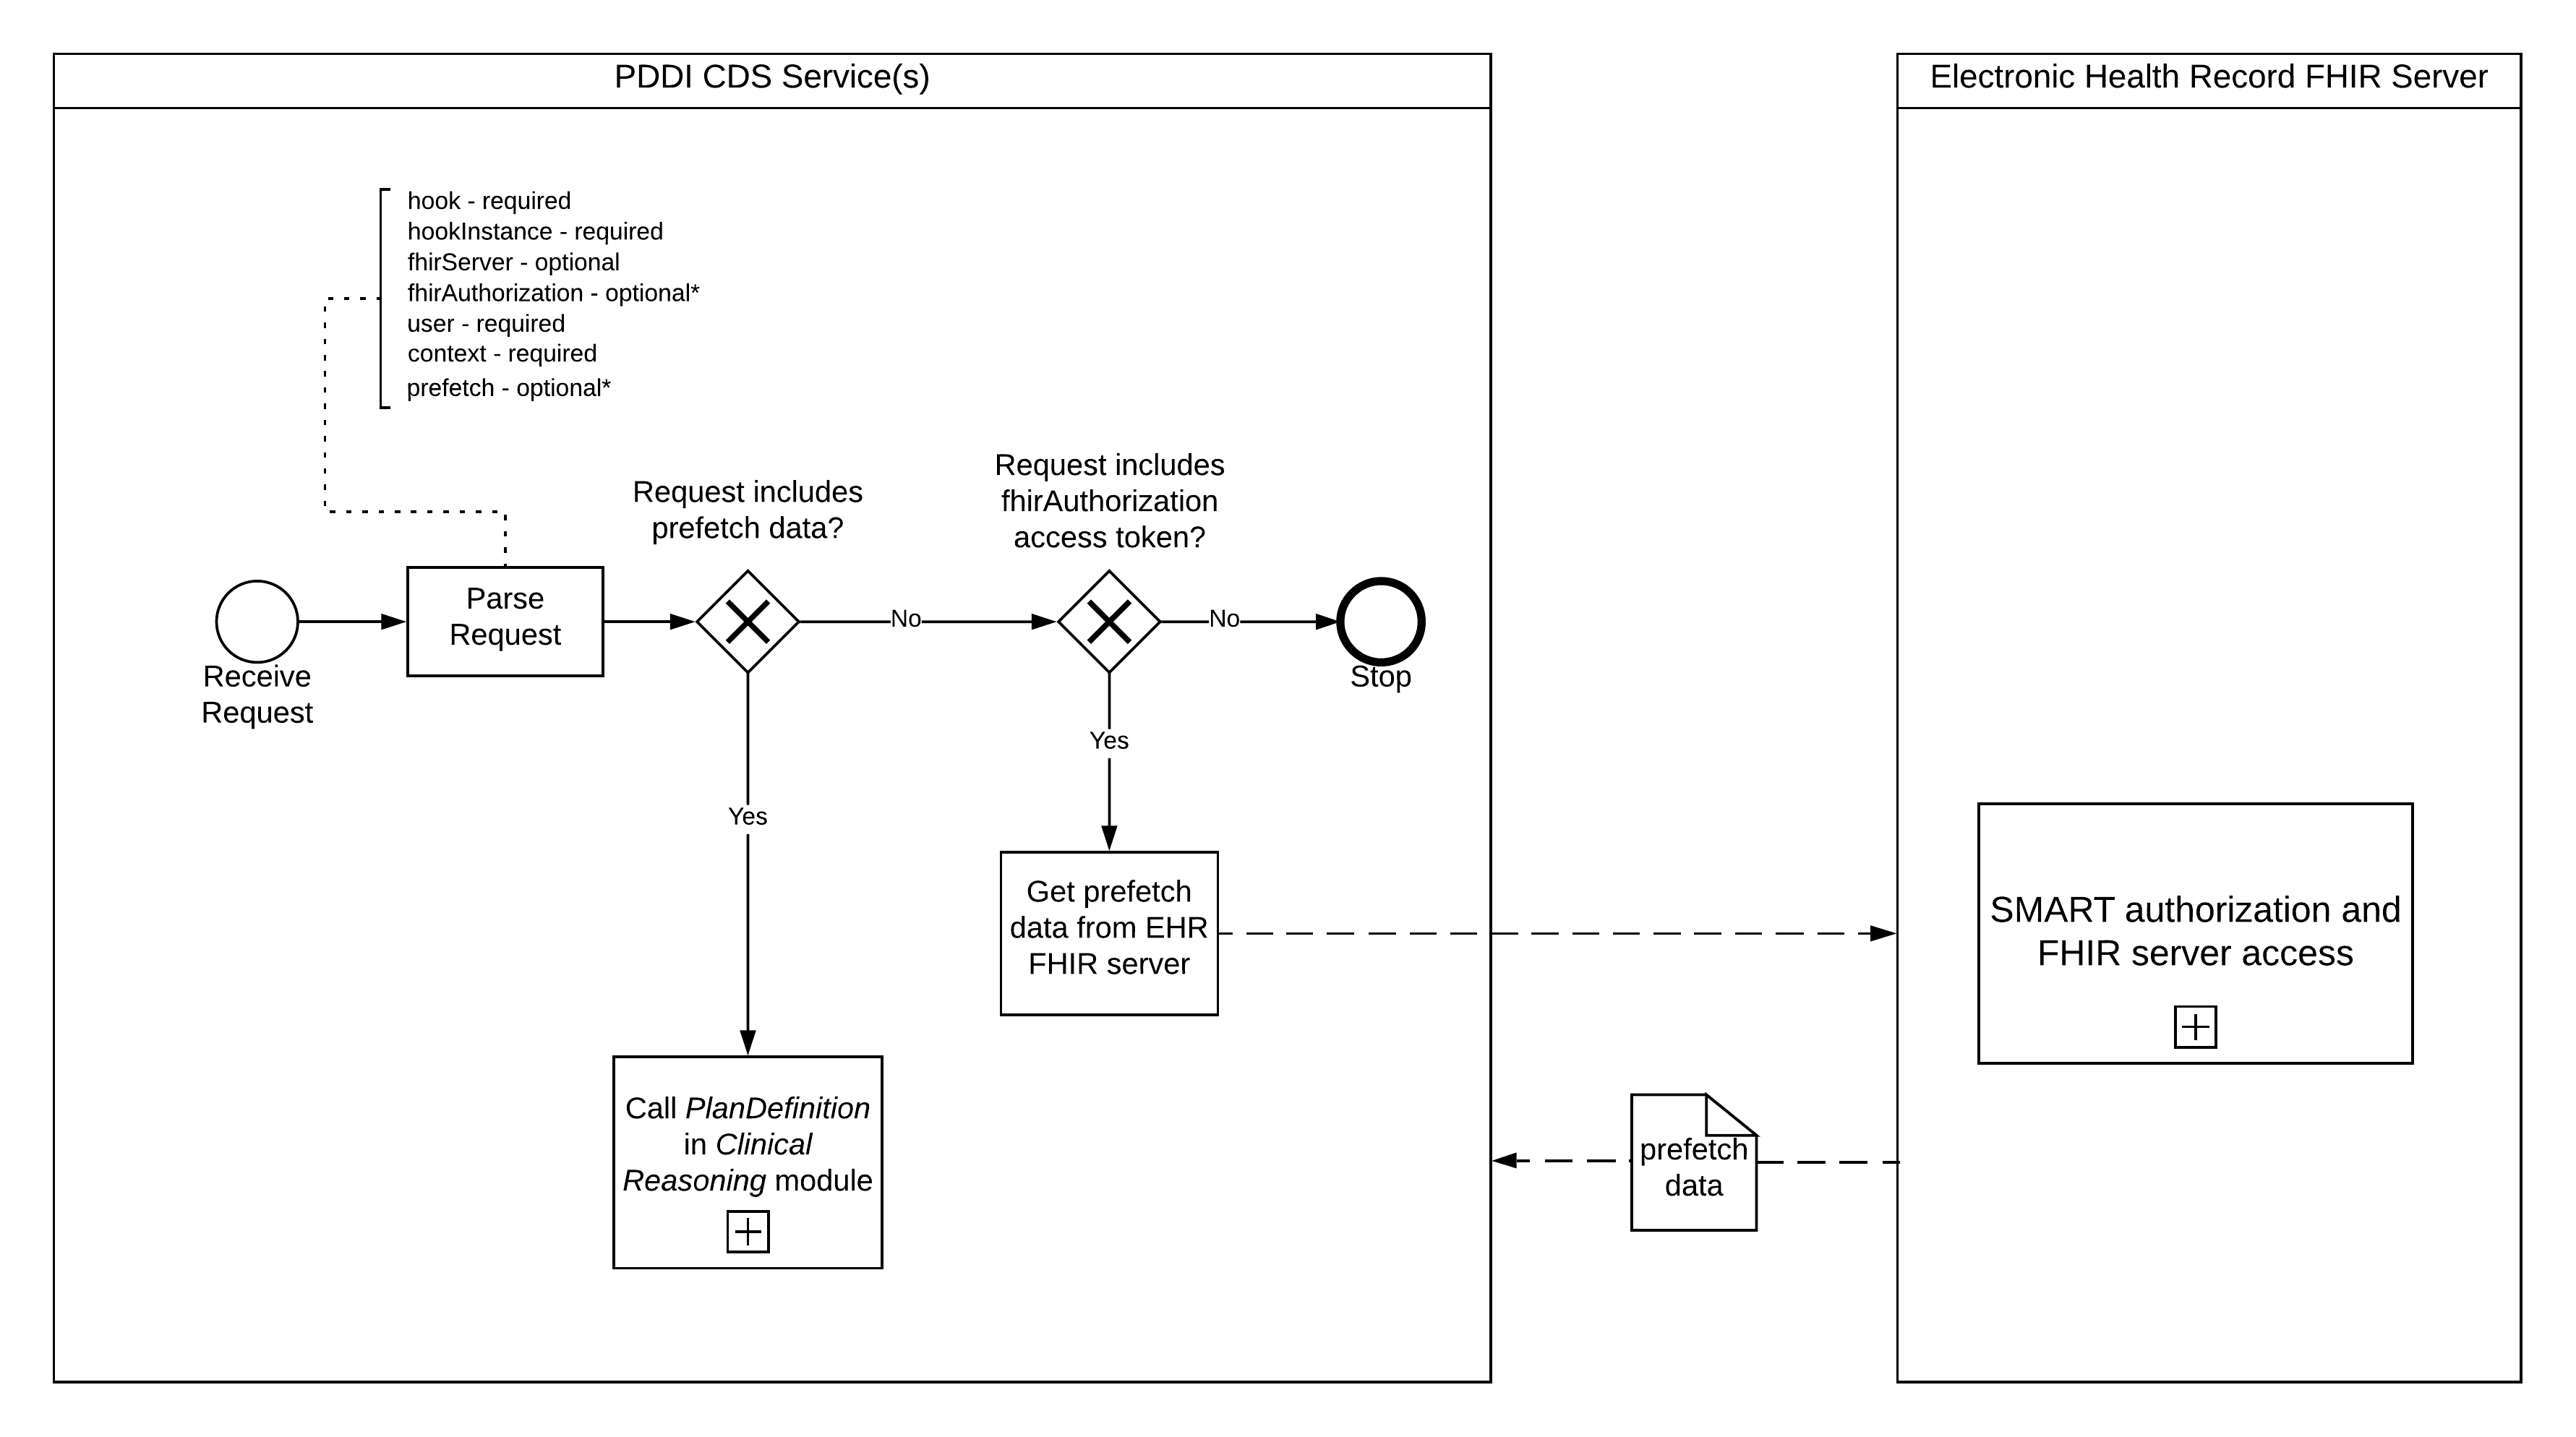 PDDI CDS Service(s)
Electronic Health Record FHIR Server
hook - required
hookInstance - required
fhirServer - optional
fhirAuthorization - optional*
user - required
context - required
prefetch - optional*
Request includes
prefetch data?
Request includes
fhirAuthorization
access token?
Receive
Request
Parse
Request
No
No
Stop
Yes
Yes
Get prefetch
data from EHR
FHIR server
SMART authorization and
FHIR server access
Call PlanDefinition
in Clinical
Reasoning module
prefetch
data